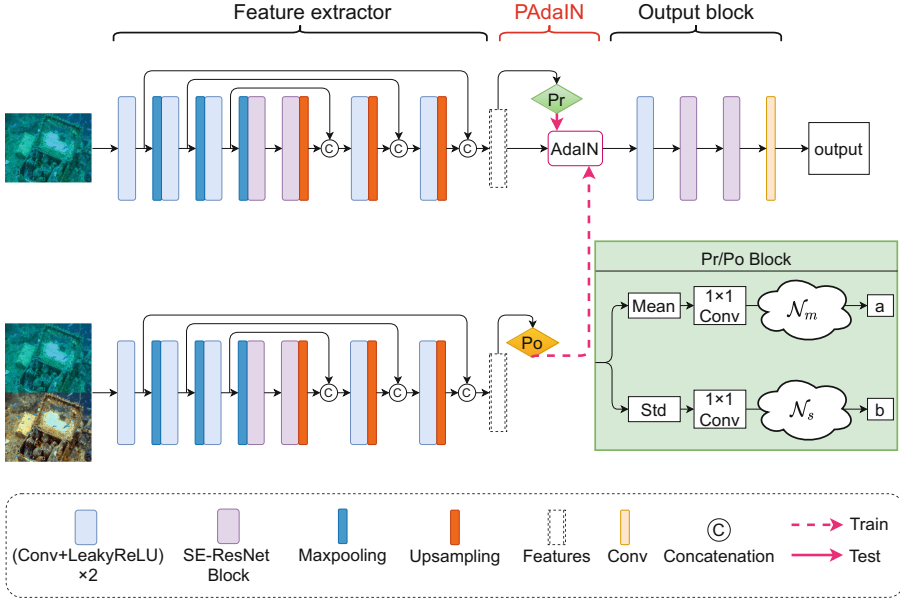 Feature extractor
PAdaIN
Output block
Pr
AdaIN
C
C
C
output
Pr/Po Block
Mean
1×1
Conv
𝒩m
a
Std
1×1
Conv
𝒩s
b
Po
C
C
C
(Conv+LeakyReLU)
×2
SE-ResNet
Block
Maxpooling
Upsampling
Features
Conv
C
Concatenation
Train
Test